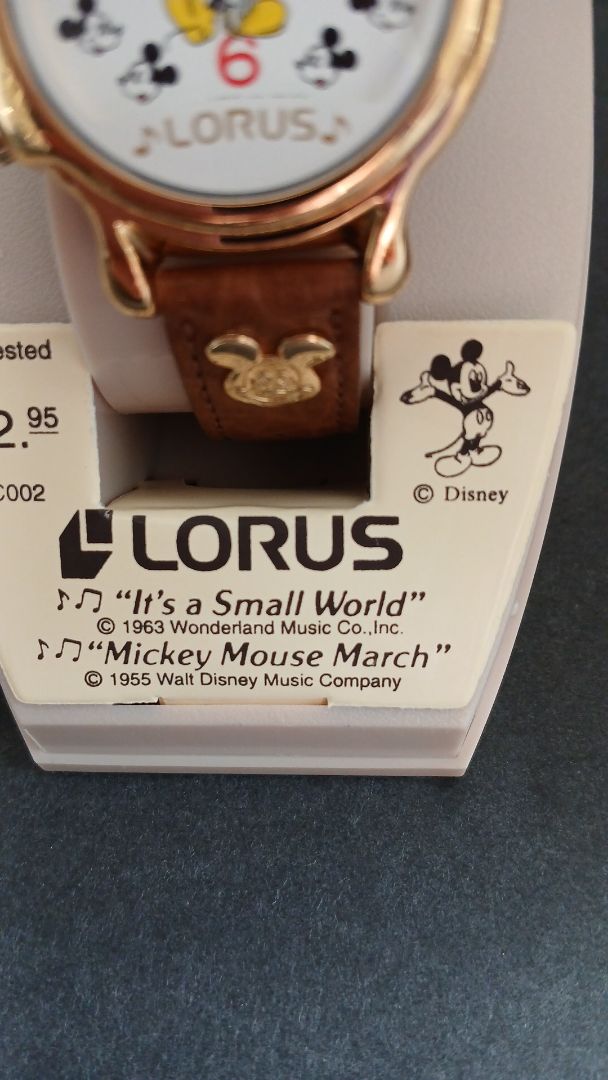 6
♪LORUS♪
ested
2.95
C002
© Disney
LORUS
♪♫ “It's a Small World”
© 1963 Wonderland Music Co.,Inc.
♪♫ “Mickey Mouse March”
© 1955 Walt Disney Music Company